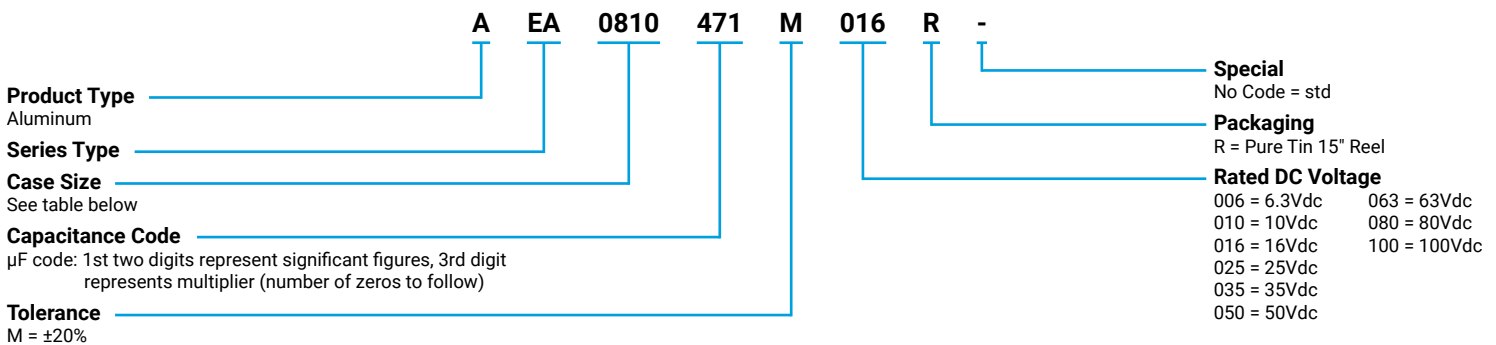 A EA 0810 471 M 016 R -
Product Type
Aluminum
Series Type
Case Size
See table below
Capacitance Code
µF code: 1st two digits represent significant figures, 3rd digit
represents multiplier (number of zeros to follow)
Tolerance
M = ±20%
Special
No Code = std
Packaging
R = Pure Tin 15" Reel
Rated DC Voltage
006 = 6.3Vdc 063 = 63Vdc
010 = 10Vdc 080 = 80Vdc
016 = 16Vdc 100 = 100Vdc
025 = 25Vdc
035 = 35Vdc
050 = 50Vdc